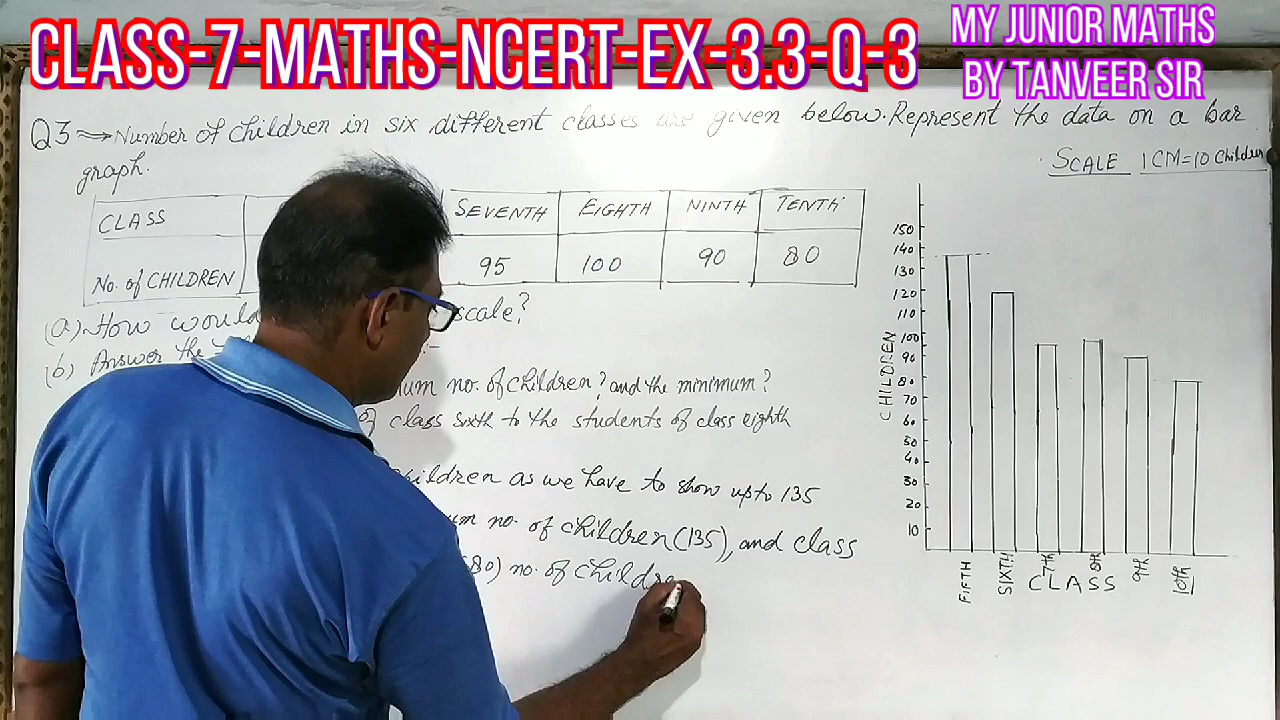 CLASS-7-MATHS-NCERT-EX-3.3-Q-3
MY JUNIOR MATHS
BY TANVEER SIR
Q3 ⇒ Number of children in six different classes are given below. Represent the data on a bar
graph.
SCALE 1CM=10 children
CLASS SEVENTH EIGHTH NINTH TENTH
No. of CHILDREN 95 100 90 80
(a) How would scale?
(b) Answer the :-
no. of children? and the minimum?
of class sixth to the students of class eighth
children as we have to show upto 135
no. of children (135), and class
80) no. of childre
CHILDREN
150
140
130
120
110
100
90
80
70
60
50
40
30
20
10
FIFTH
SIXTH
7th
8th
9th
10th
CLASS